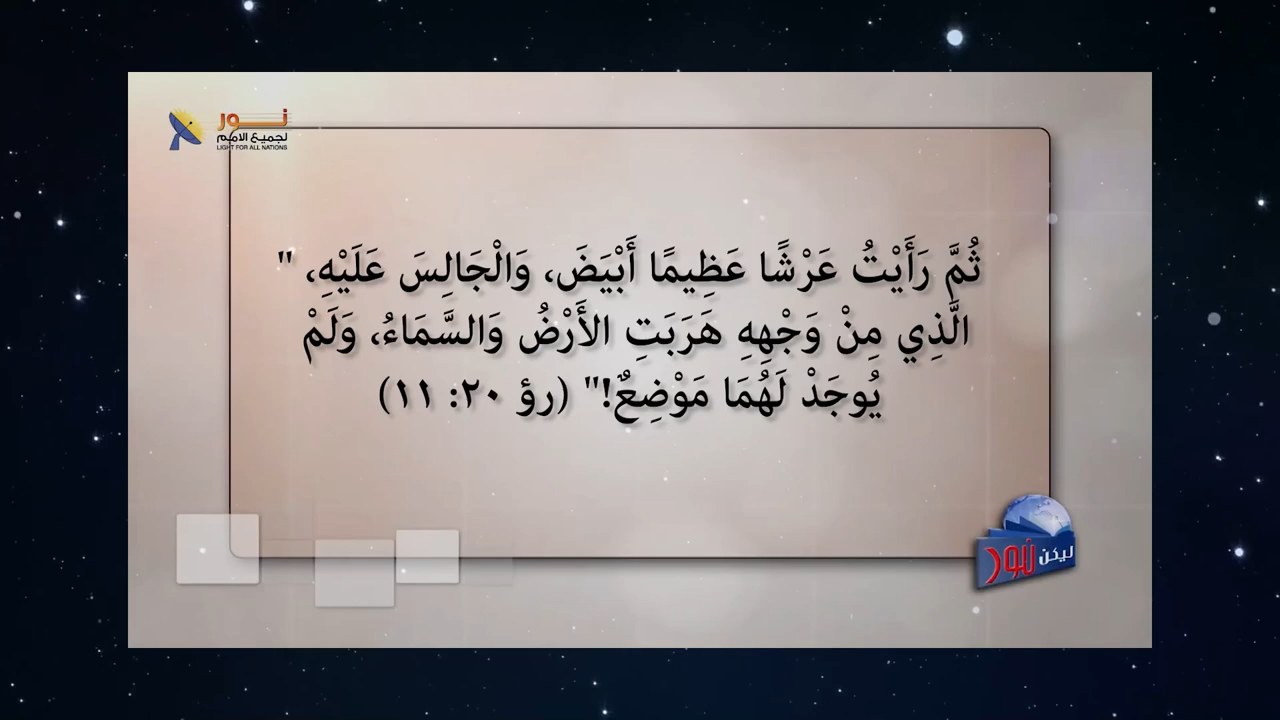 نور
لجميع الامم
LIGHT FOR ALL NATIONS
ثُمَّ رَأَيْتُ عَرْشًا عَظِيمًا أَبْيَضَ، وَالْجَالِسَ عَلَيْهِ، "
الَّذِي مِنْ وَجْهِهِ هَرَبَتِ الأَرْضُ وَالسَّمَاءُ، وَلَمْ
يُوجَدْ لَهُمَا مَوْضِعٌ!" (رؤ ٢٠: ١١)
ليكن نور